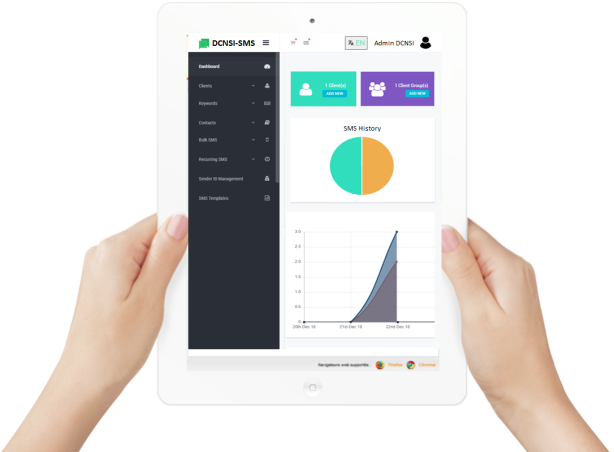 DCNSI-SMS
EN
Admin DCNSI
Dashboard
Clients
Keywords
Contacts
Bulk SMS
Recurring SMS
Sender ID Management
SMS Templates
1 Client(s)
ADD NEW
1 Client Group(s)
ADD NEW
SMS History
3.0
2.5
2.0
1.5
1.0
0.5
0
20th Dec 18
21st Dec 18
22nd Dec 18
Navigateurs web supportés :
Firefox
Chrome